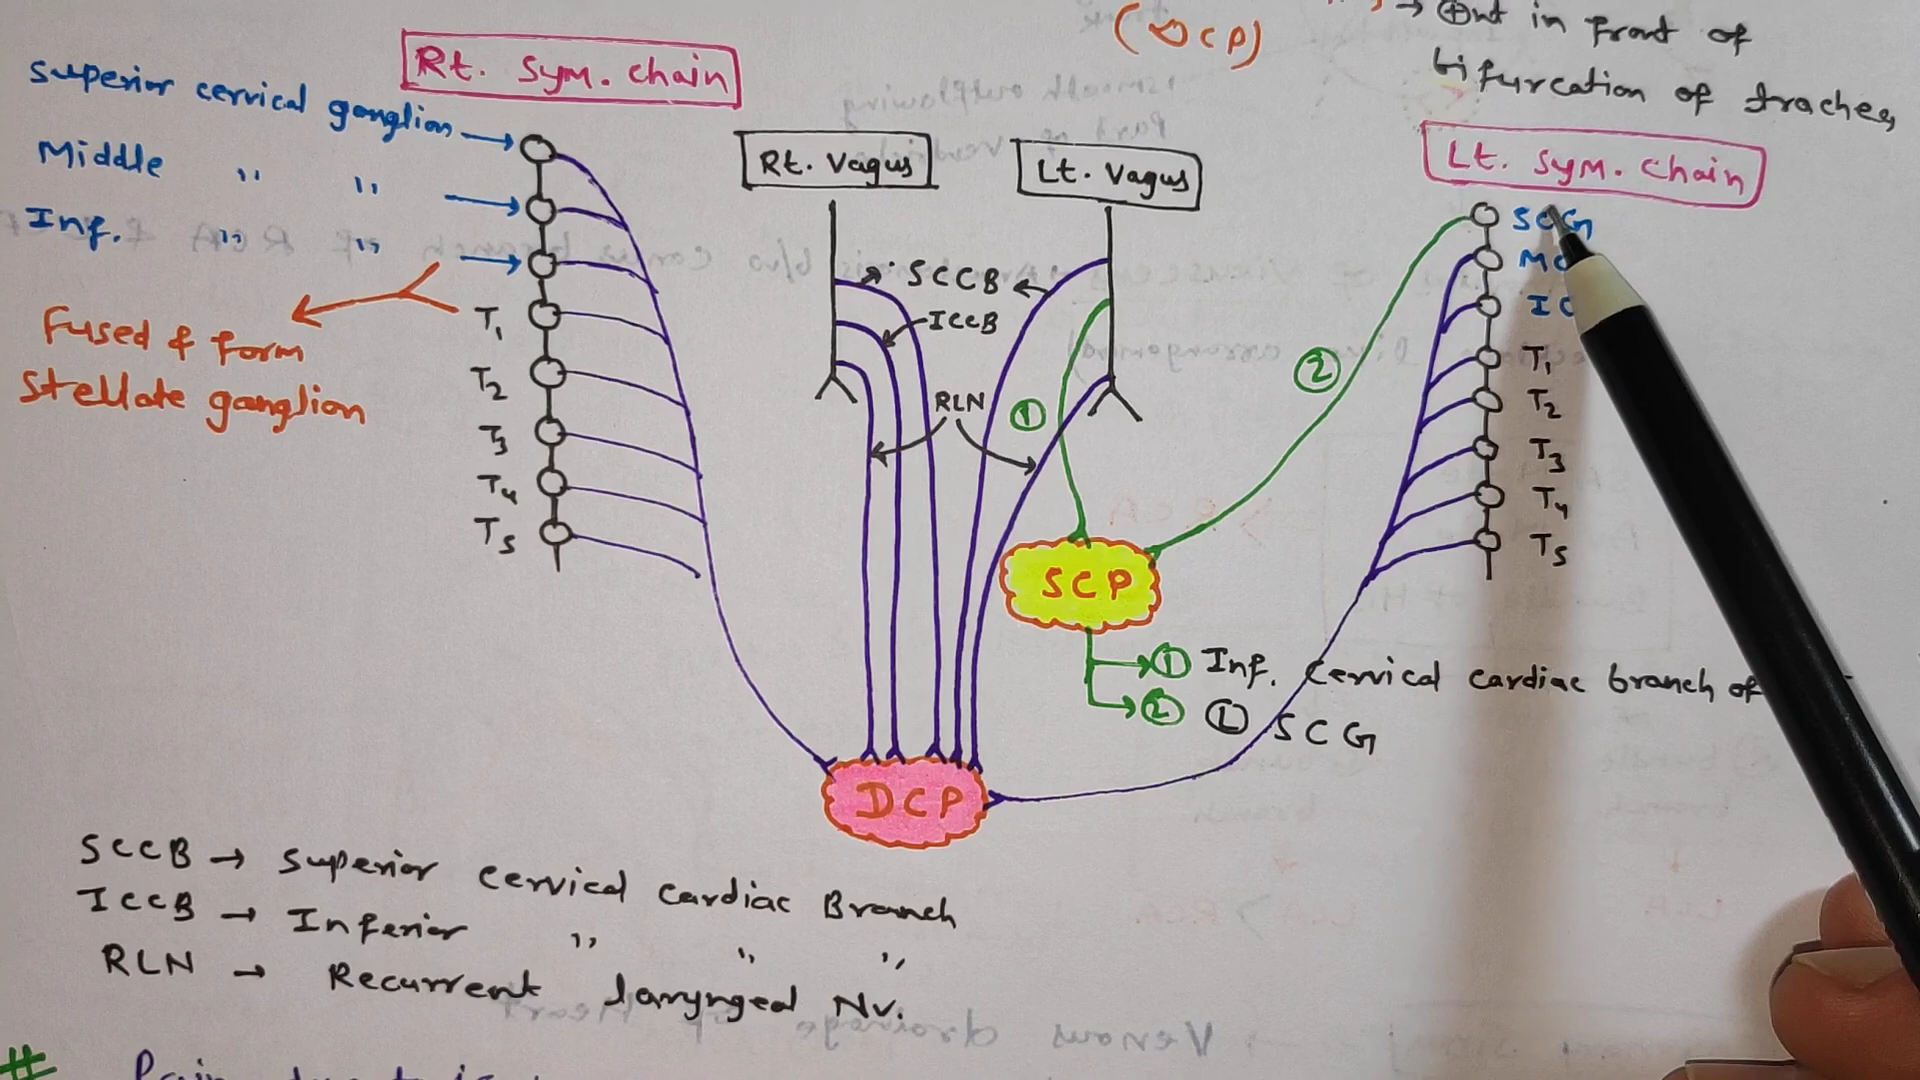 (DCP)
→ Ⓟnt in front of
bifurcation of trachea
Rt. Sym. Chain
Superior cervical ganglion →
Middle " " →
Inf. " " →
Fused & form
Stellate ganglion
T1
T2
T3
T4
T5
Rt. Vagus
Lt. Vagus
SCCB
ICCB
RLN
①
②
Lt. Sym. Chain
SCG
MC
IC
T1
T2
T3
T4
T5
SCP
→ ① Inf. Cervical cardiac branch of
→ ② Ⓛ SCG
DCP
SCCB → Superior Cervical Cardiac Branch
ICCB → Inferior " " "
RLN → Recurrent laryngeal Nv.
# Pain